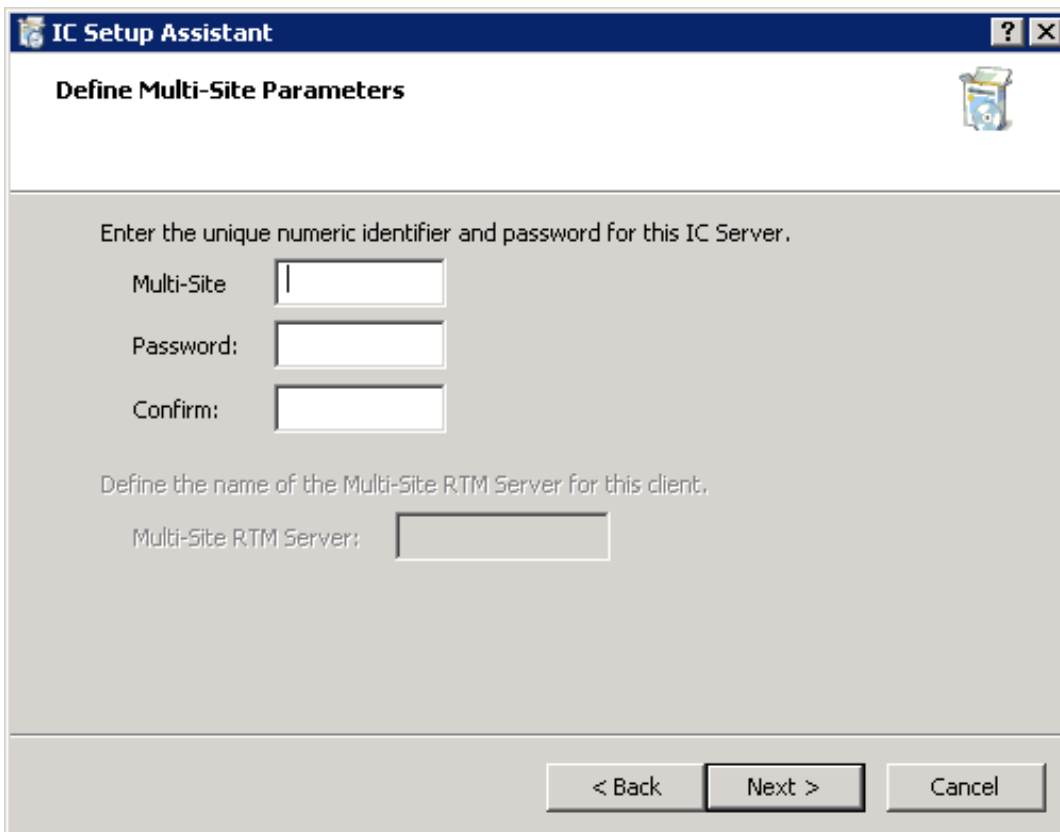 IC Setup Assistant
Define Multi-Site Parameters
Enter the unique numeric identifier and password for this IC Server.
Multi-Site
Password:
Confirm:
Define the name of the Multi-Site RTM Server for this client.
Multi-Site RTM Server:
< Back Next > Cancel